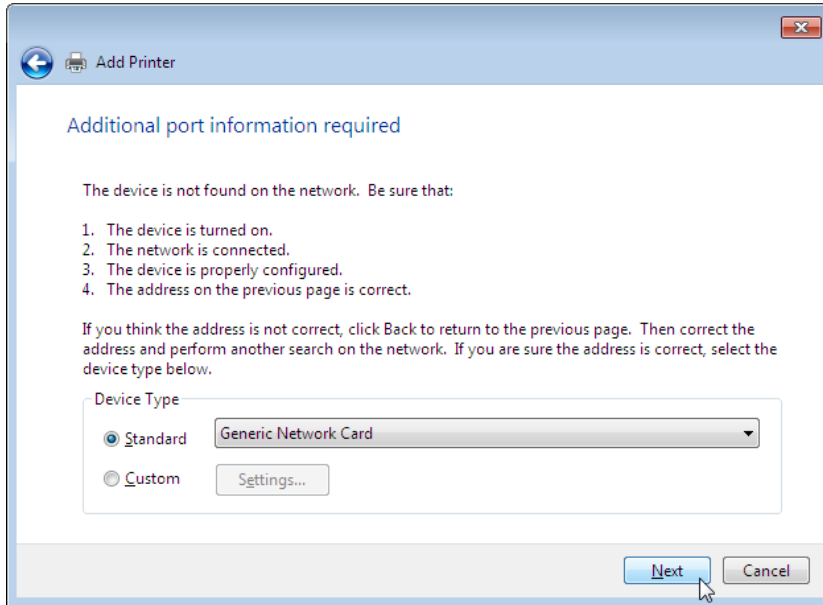 Add Printer
Additional port information required
The device is not found on the network. Be sure that:
1. The device is turned on.
2. The network is connected.
3. The device is properly configured.
4. The address on the previous page is correct.
If you think the address is not correct, click Back to return to the previous page. Then correct the
address and perform another search on the network. If you are sure the address is correct, select the
device type below.
Device Type
Standard
Generic Network Card
Custom
Settings...
Next
Cancel